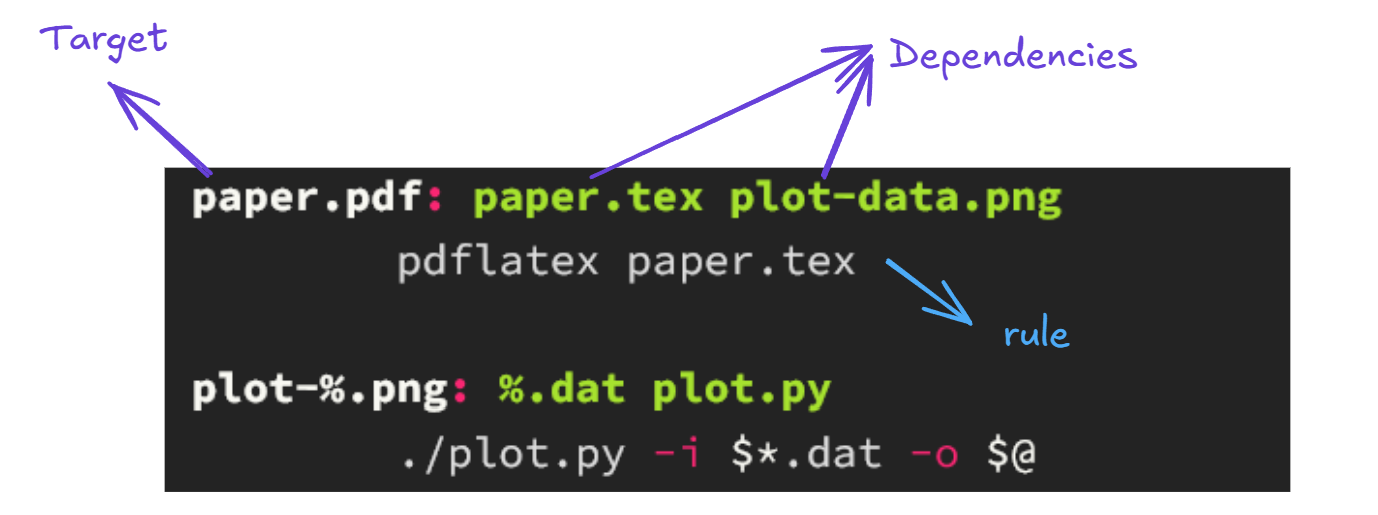 Target
Dependencies
paper.pdf: paper.tex plot-data.png
pdflatex paper.tex
rule
plot-%.png: %.dat plot.py
./plot.py -i $*.dat -o $@